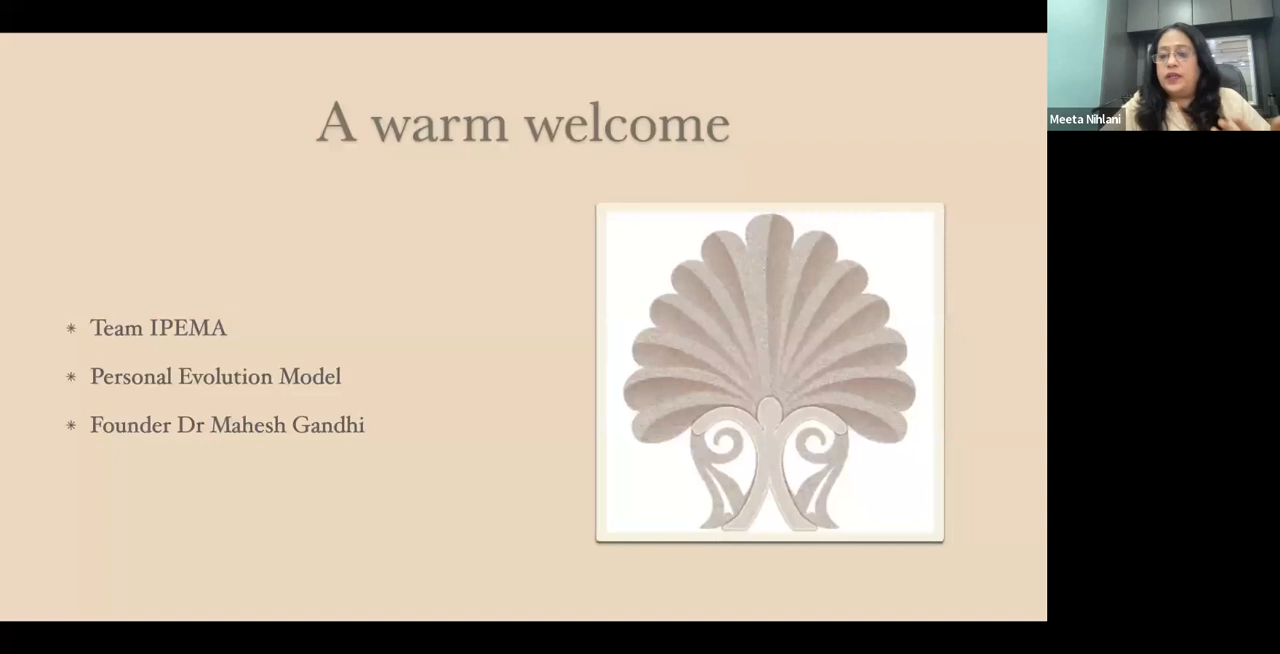 A warm welcome
Team IPEMA
Personal Evolution Model
Founder Dr Mahesh Gandhi
Meeta Nihlani